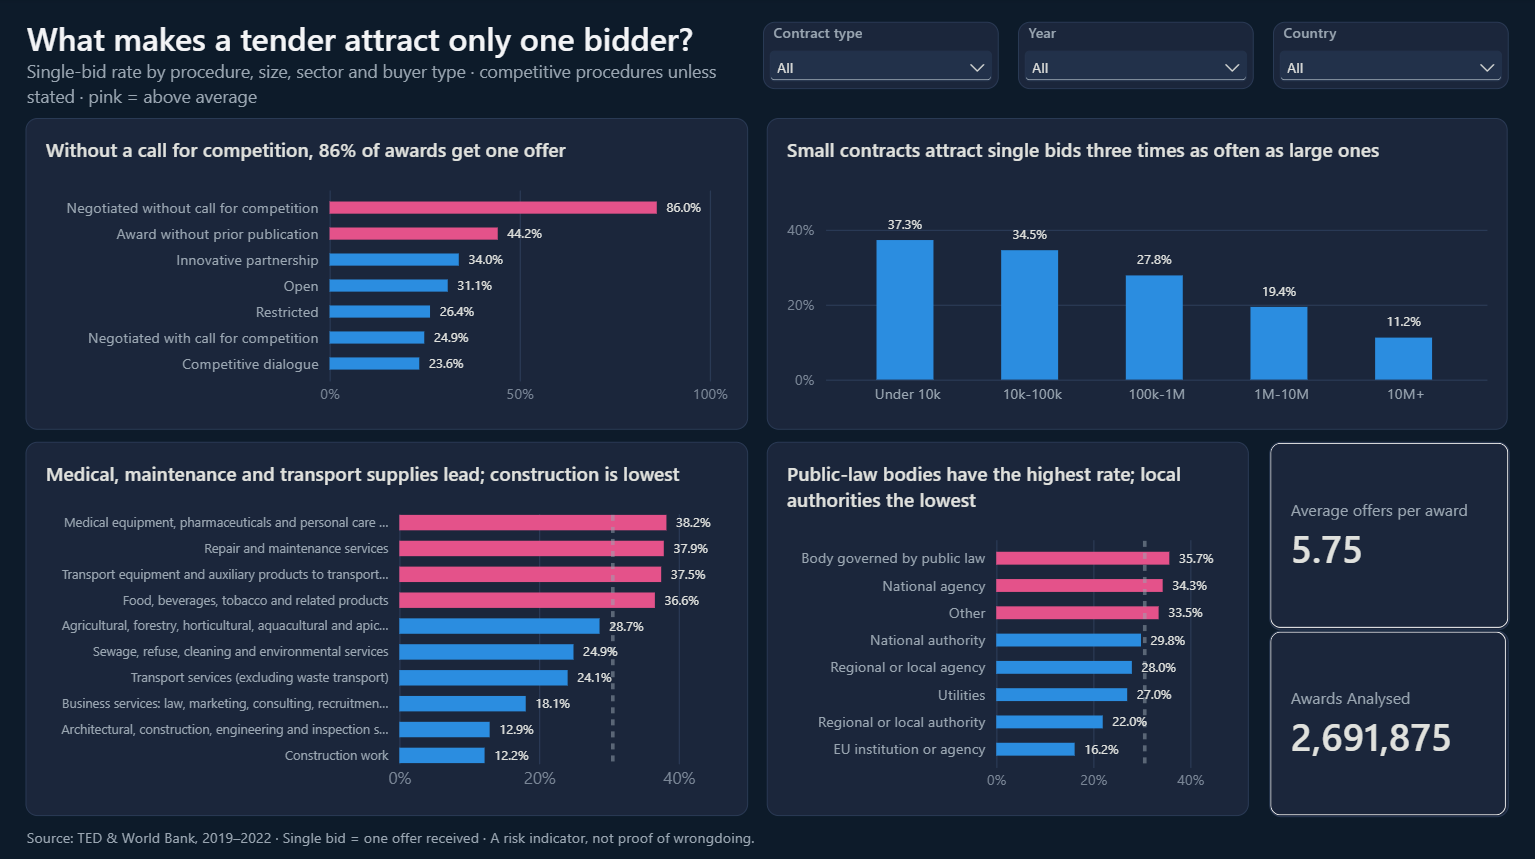 What makes a tender attract only one bidder?
Single-bid rate by procedure, size, sector and buyer type · competitive procedures unless
stated · pink = above average
Contract type
All
Year
All
Country
All
Without a call for competition, 86% of awards get one offer
Negotiated without call for competition 86.0%
Award without prior publication 44.2%
Innovative partnership 34.0%
Open 31.1%
Restricted 26.4%
Negotiated with call for competition 24.9%
Competitive dialogue 23.6%
0% 50% 100%
Small contracts attract single bids three times as often as large ones
40%
20%
0%
37.3% 34.5% 27.8% 19.4% 11.2%
Under 10k 10k-100k 100k-1M 1M-10M 10M+
Medical, maintenance and transport supplies lead; construction is lowest
Medical equipment, pharmaceuticals and personal care ... 38.2%
Repair and maintenance services 37.9%
Transport equipment and auxiliary products to transport... 37.5%
Food, beverages, tobacco and related products 36.6%
Agricultural, forestry, horticultural, aquacultural and apic... 28.7%
Sewage, refuse, cleaning and environmental services 24.9%
Transport services (excluding waste transport) 24.1%
Business services: law, marketing, consulting, recruitmen... 18.1%
Architectural, construction, engineering and inspection s... 12.9%
Construction work 12.2%
0% 20% 40%
Public-law bodies have the highest rate; local
authorities the lowest
Body governed by public law 35.7%
National agency 34.3%
Other 33.5%
National authority 29.8%
Regional or local agency 28.0%
Utilities 27.0%
Regional or local authority 22.0%
EU institution or agency 16.2%
0% 20% 40%
Average offers per award
5.75
Awards Analysed
2,691,875
Source: TED & World Bank, 2019–2022 · Single bid = one offer received · A risk indicator, not proof of wrongdoing.